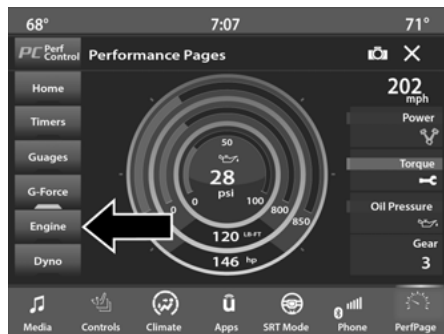 68°
7:07
71°
PC Perf Control
Performance Pages
Home
Timers
Guages
G-Force
Engine
Dyno
50
28
psi
0
100
0
800
850
120 LB-FT
146 hp
202
mph
Power
Torque
Oil Pressure
Gear
3
Media
Controls
Climate
Apps
SRT Mode
Phone
PerfPage